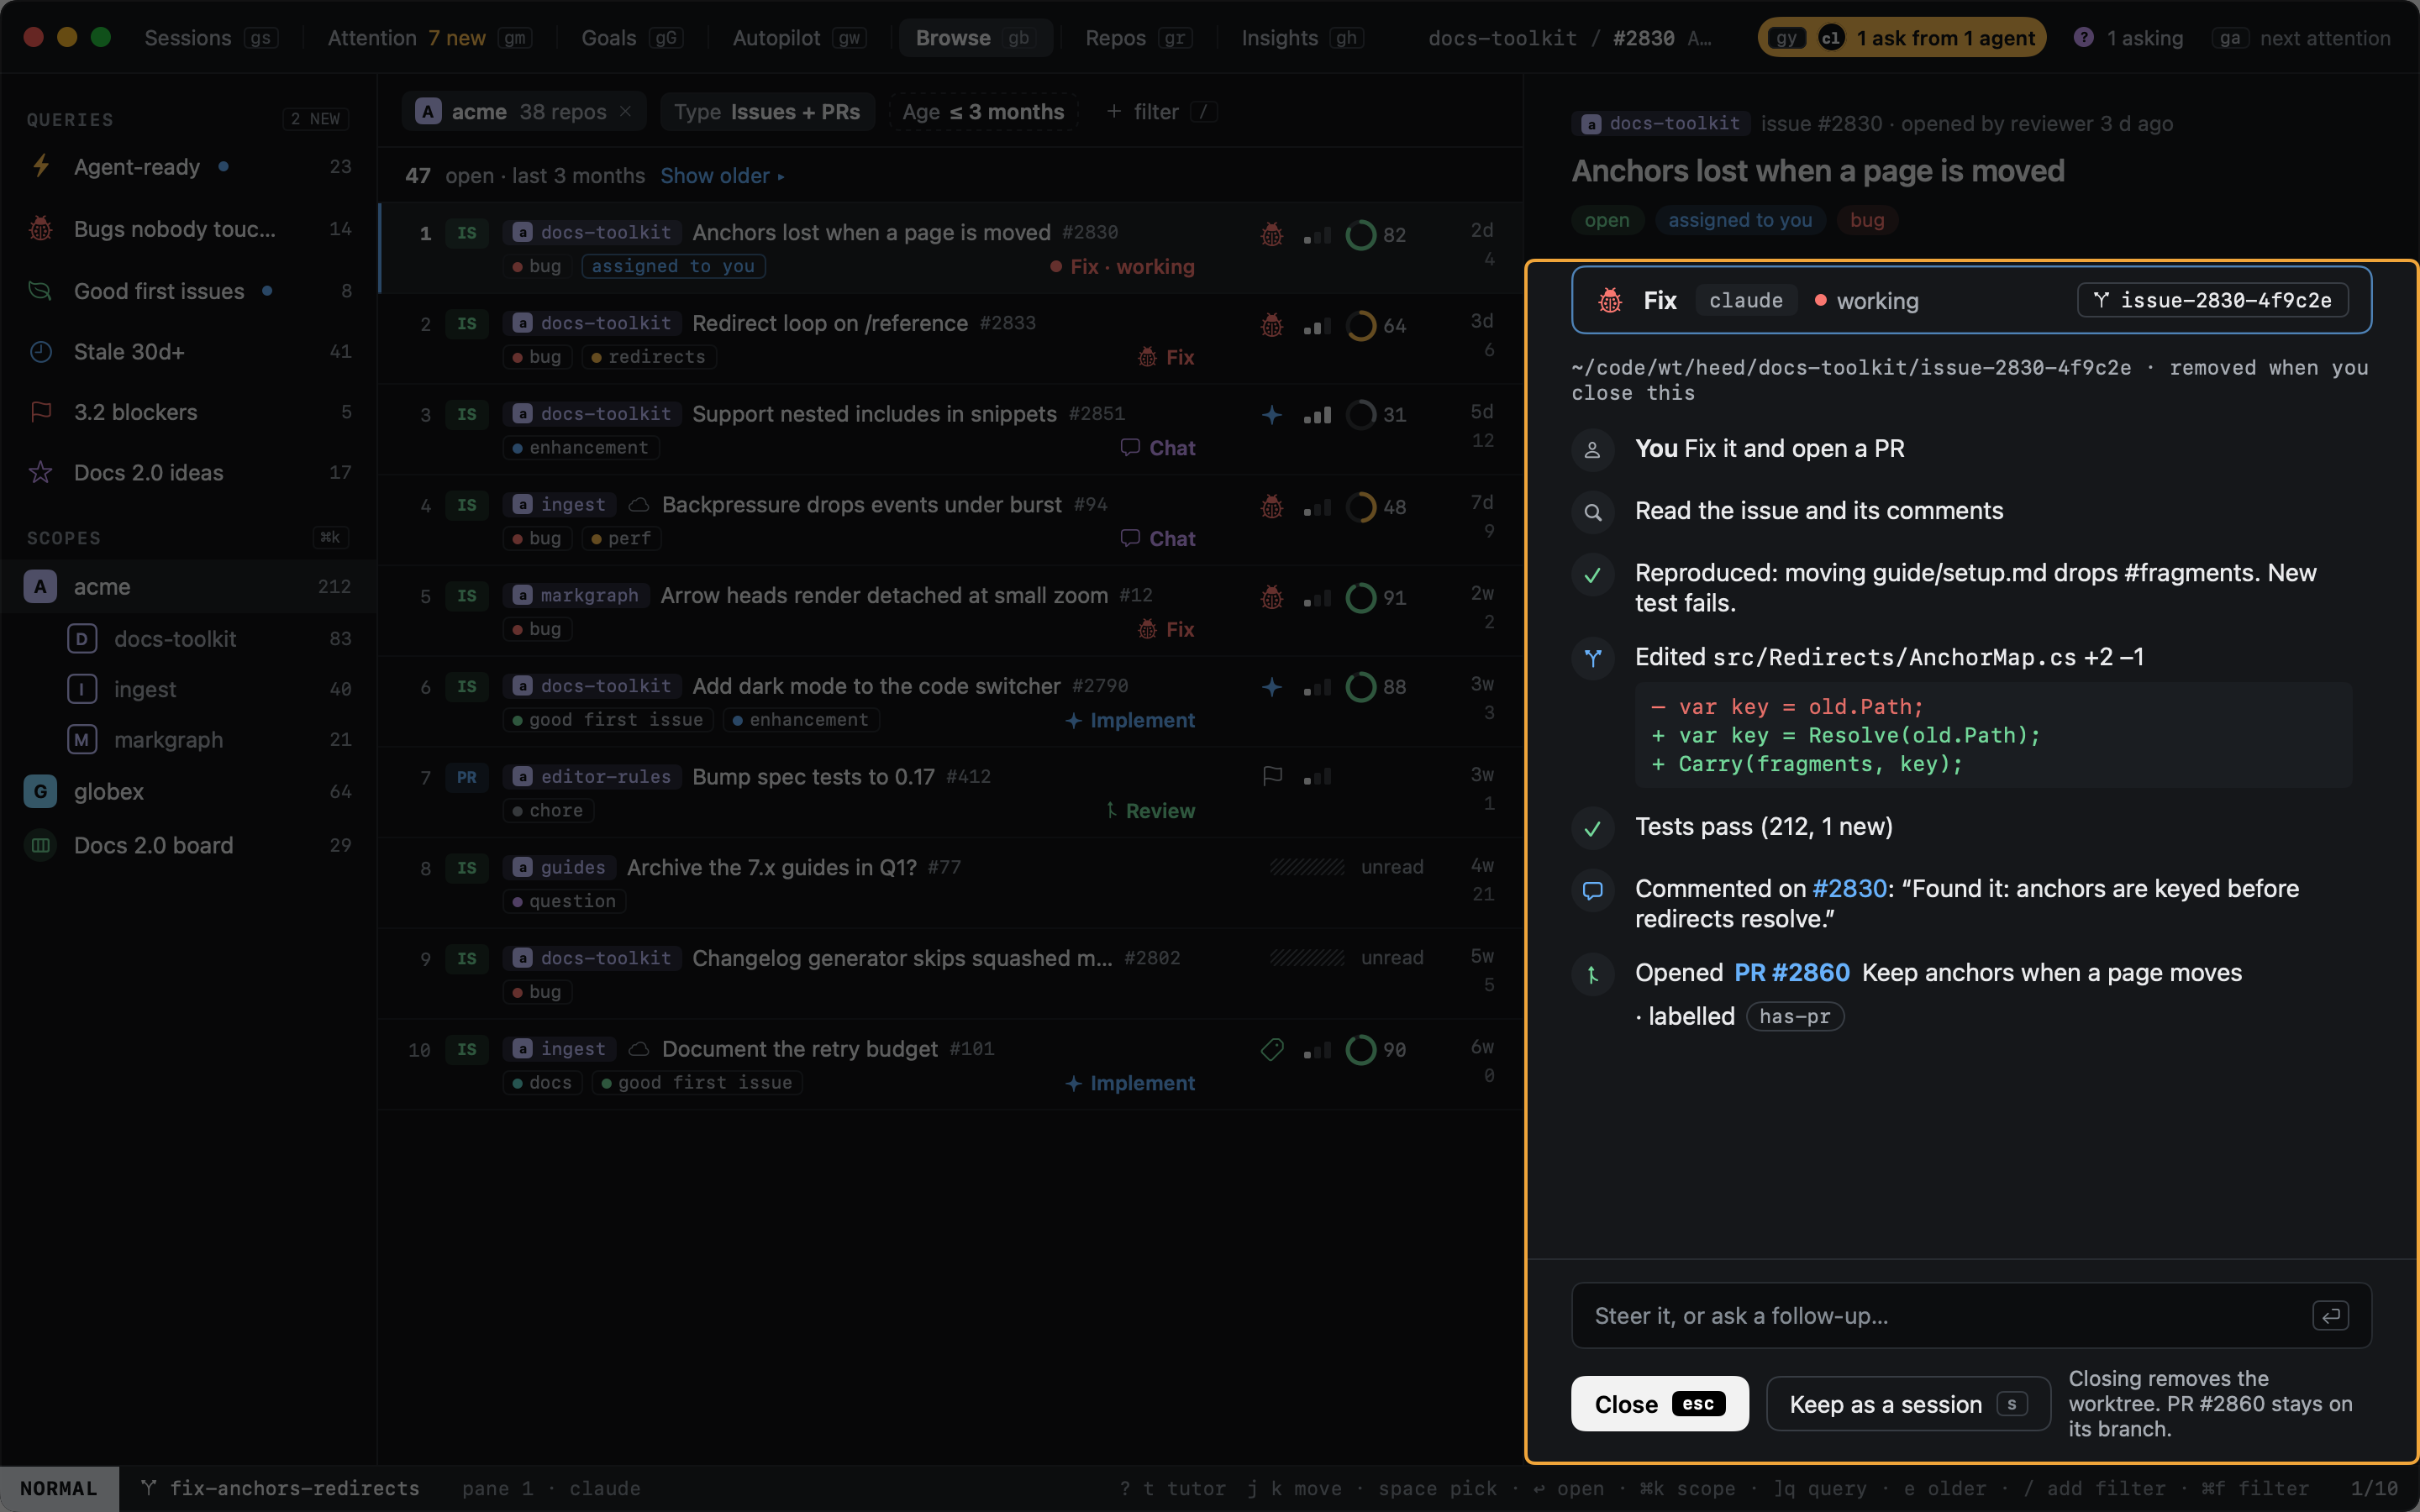 Sessions gs Attention 7 new gm Goals gG Autopilot gw Browse gb Repos gr Insights gh docs-toolkit / #2830 A… gy cl 1 ask from 1 agent ? 1 asking ga next attention
QUERIES 2 NEW
Agent-ready 23
Bugs nobody touc… 14
Good first issues 8
Stale 30d+ 41
3.2 blockers 5
Docs 2.0 ideas 17
SCOPES ⌘k
A acme 212
D docs-toolkit 83
I ingest 40
M markgraph 21
G globex 64
Docs 2.0 board 29
A acme 38 repos × Type Issues + PRs Age ≤ 3 months + filter /
47 open · last 3 months Show older ▸
1 IS a docs-toolkit Anchors lost when a page is moved #2830 82 2d
bug assigned to you Fix · working 4
2 IS a docs-toolkit Redirect loop on /reference #2833 64 3d
bug redirects Fix 6
3 IS a docs-toolkit Support nested includes in snippets #2851 31 5d
enhancement Chat 12
4 IS a ingest Backpressure drops events under burst #94 48 7d
bug perf Chat 9
5 IS a markgraph Arrow heads render detached at small zoom #12 91 2w
bug Fix 2
6 IS a docs-toolkit Add dark mode to the code switcher #2790 88 3w
good first issue enhancement Implement 3
7 PR a editor-rules Bump spec tests to 0.17 #412 3w
chore Review 1
8 IS a guides Archive the 7.x guides in Q1? #77 unread 4w
question 21
9 IS a docs-toolkit Changelog generator skips squashed m… #2802 unread 5w
bug 5
10 IS a ingest Document the retry budget #101 90 6w
docs good first issue Implement 0
a docs-toolkit issue #2830 · opened by reviewer 3 d ago
Anchors lost when a page is moved
open assigned to you bug
Fix claude working issue-2830-4f9c2e
~/code/wt/heed/docs-toolkit/issue-2830-4f9c2e · removed when you
close this
You Fix it and open a PR
Read the issue and its comments
Reproduced: moving guide/setup.md drops #fragments. New
test fails.
Edited src/Redirects/AnchorMap.cs +2 −1
− var key = old.Path;
+ var key = Resolve(old.Path);
+ Carry(fragments, key);
Tests pass (212, 1 new)
Commented on #2830: “Found it: anchors are keyed before
redirects resolve.”
Opened PR #2860 Keep anchors when a page moves
· labelled has-pr
Steer it, or ask a follow-up…
Close esc Keep as a session s
Closing removes the
worktree. PR #2860 stays on
its branch.
NORMAL fix-anchors-redirects pane 1 · claude ? t tutor j k move · space pick · ↩ open · ⌘k scope · ]q query · e older · / add filter · ⌘f filter 1/10